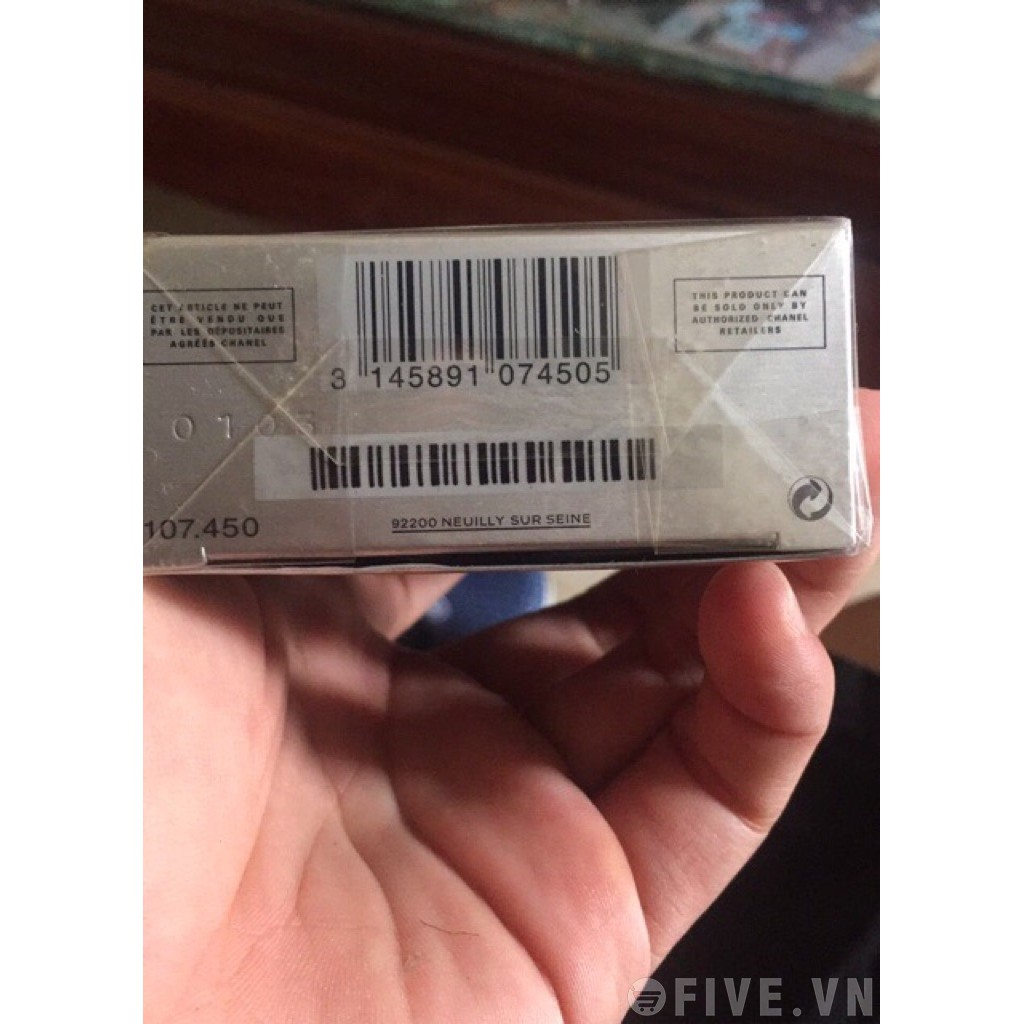 CET ARTICLE NE PEUT
ÊTRE VENDU QUE
PAR LES DÉPOSITAIRES
AGRÉÉS CHANEL
THIS PRODUCT CAN
BE SOLD ONLY BY
AUTHORIZED CHANEL
RETAILERS
3 145891 074505
0103
107.450
92200 NEUILLY SUR SEINE
FIVE.VN